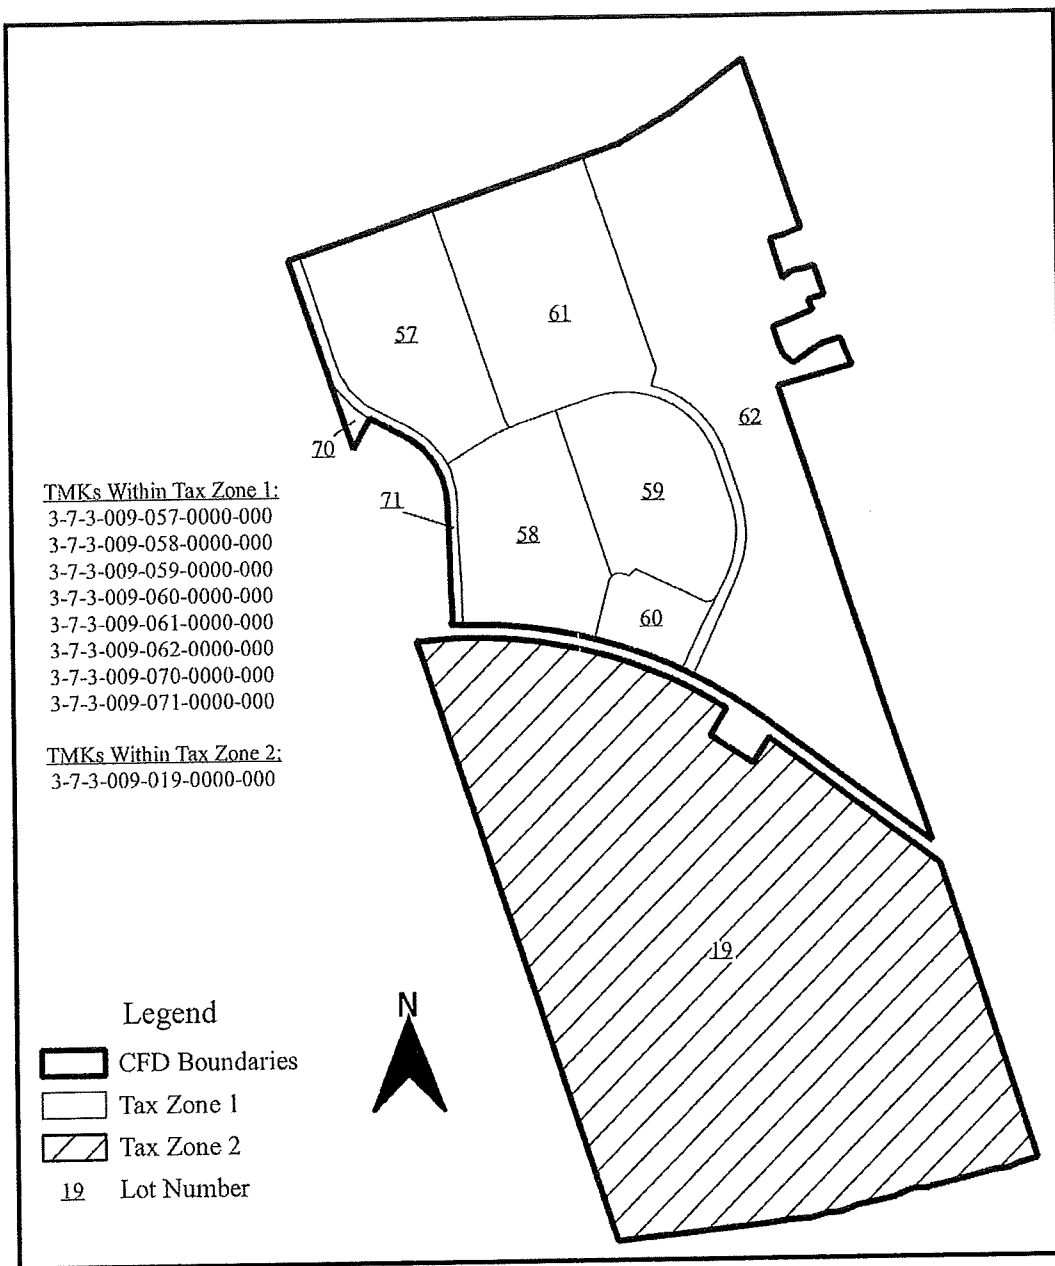 57
61
62
70
59
TMKs Within Tax Zone 1:
3-7-3-009-057-0000-000
3-7-3-009-058-0000-000
3-7-3-009-059-0000-000
3-7-3-009-060-0000-000
3-7-3-009-061-0000-000
3-7-3-009-062-0000-000
3-7-3-009-070-0000-000
3-7-3-009-071-0000-000
71
58
60
TMKs Within Tax Zone 2:
3-7-3-009-019-0000-000
19
N
Legend
CFD Boundaries
Tax Zone 1
Tax Zone 2
19 Lot Number